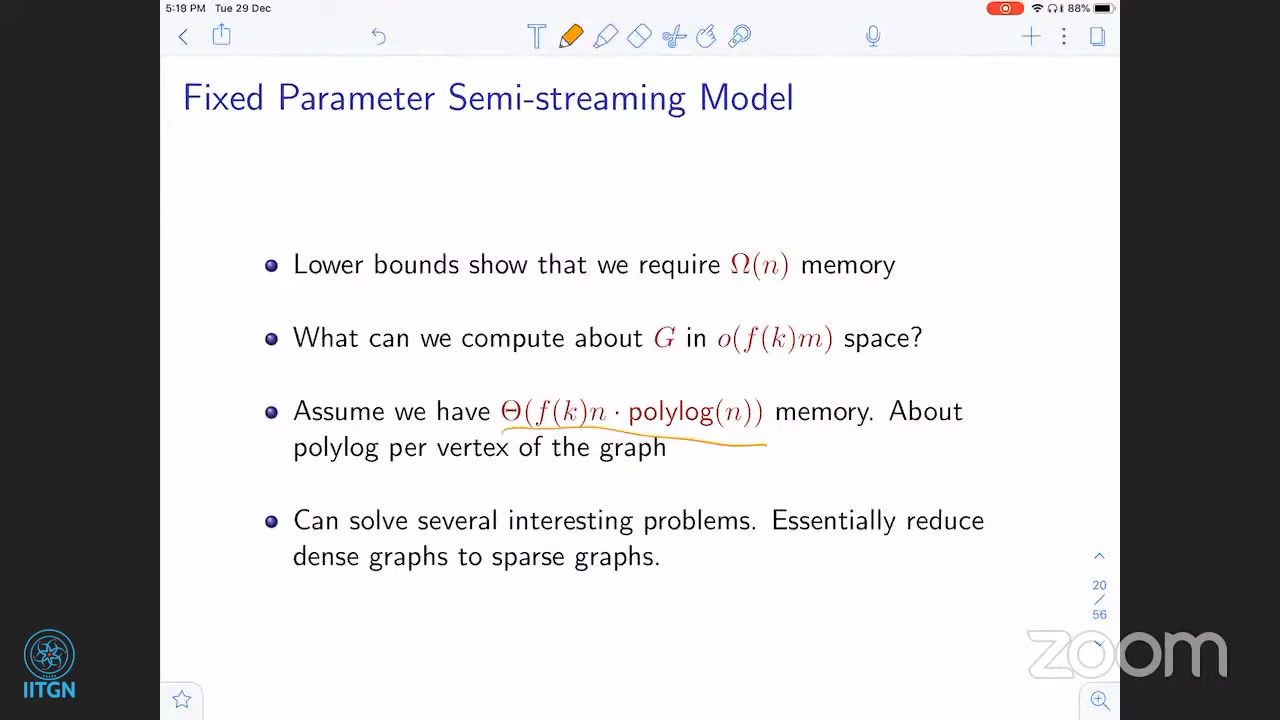 5:19 PM Tue 29 Dec
88%
Fixed Parameter Semi-streaming Model
Lower bounds show that we require Ω(n) memory
What can we compute about G in o(f(k)m) space?
Assume we have Θ(f(k)n · polylog(n)) memory. About
polylog per vertex of the graph
Can solve several interesting problems. Essentially reduce
dense graphs to sparse graphs.
20
/
56
IITGN
zoom